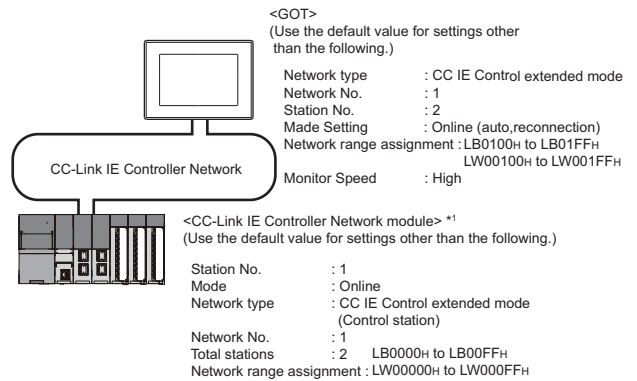 <GOT>
(Use the default value for settings other
than the following.)
Network type : CC IE Control extended mode
Network No. : 1
Station No. : 2
Made Setting : Online (auto,reconnection)
Network range assignment : LB0100H to LB01FFH
LW00100H to LW001FFH
Monitor Speed : High
CC-Link IE Controller Network
<CC-Link IE Controller Network module> *1
(Use the default value for settings other than the following.)
Station No. : 1
Mode : Online
Network type : CC IE Control extended mode
(Control station)
Network No. : 1
Total stations : 2 LB0000H to LB00FFH
Network range assignment : LW00000H to LW000FFH